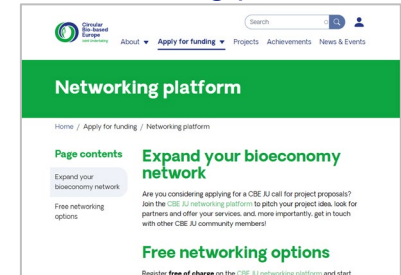 Circular
Bio-based
Europe
Joint Undertaking
Search
About Apply for funding Projects Achievements News & Events
Networking platform
Home / Apply for funding / Networking platform
Page contents
Expand your
bioeconomy network
Free networking
options
Expand your bioeconomy
network
Are you considering applying for a CBE JU call for project proposals?
Join the CBE JU networking platform to pitch your project idea, look for
partners and offer your services, and, more importantly, get in touch
with other CBE JU community members!
Free networking options
Register free of charge on the CBE JU networking platform and start